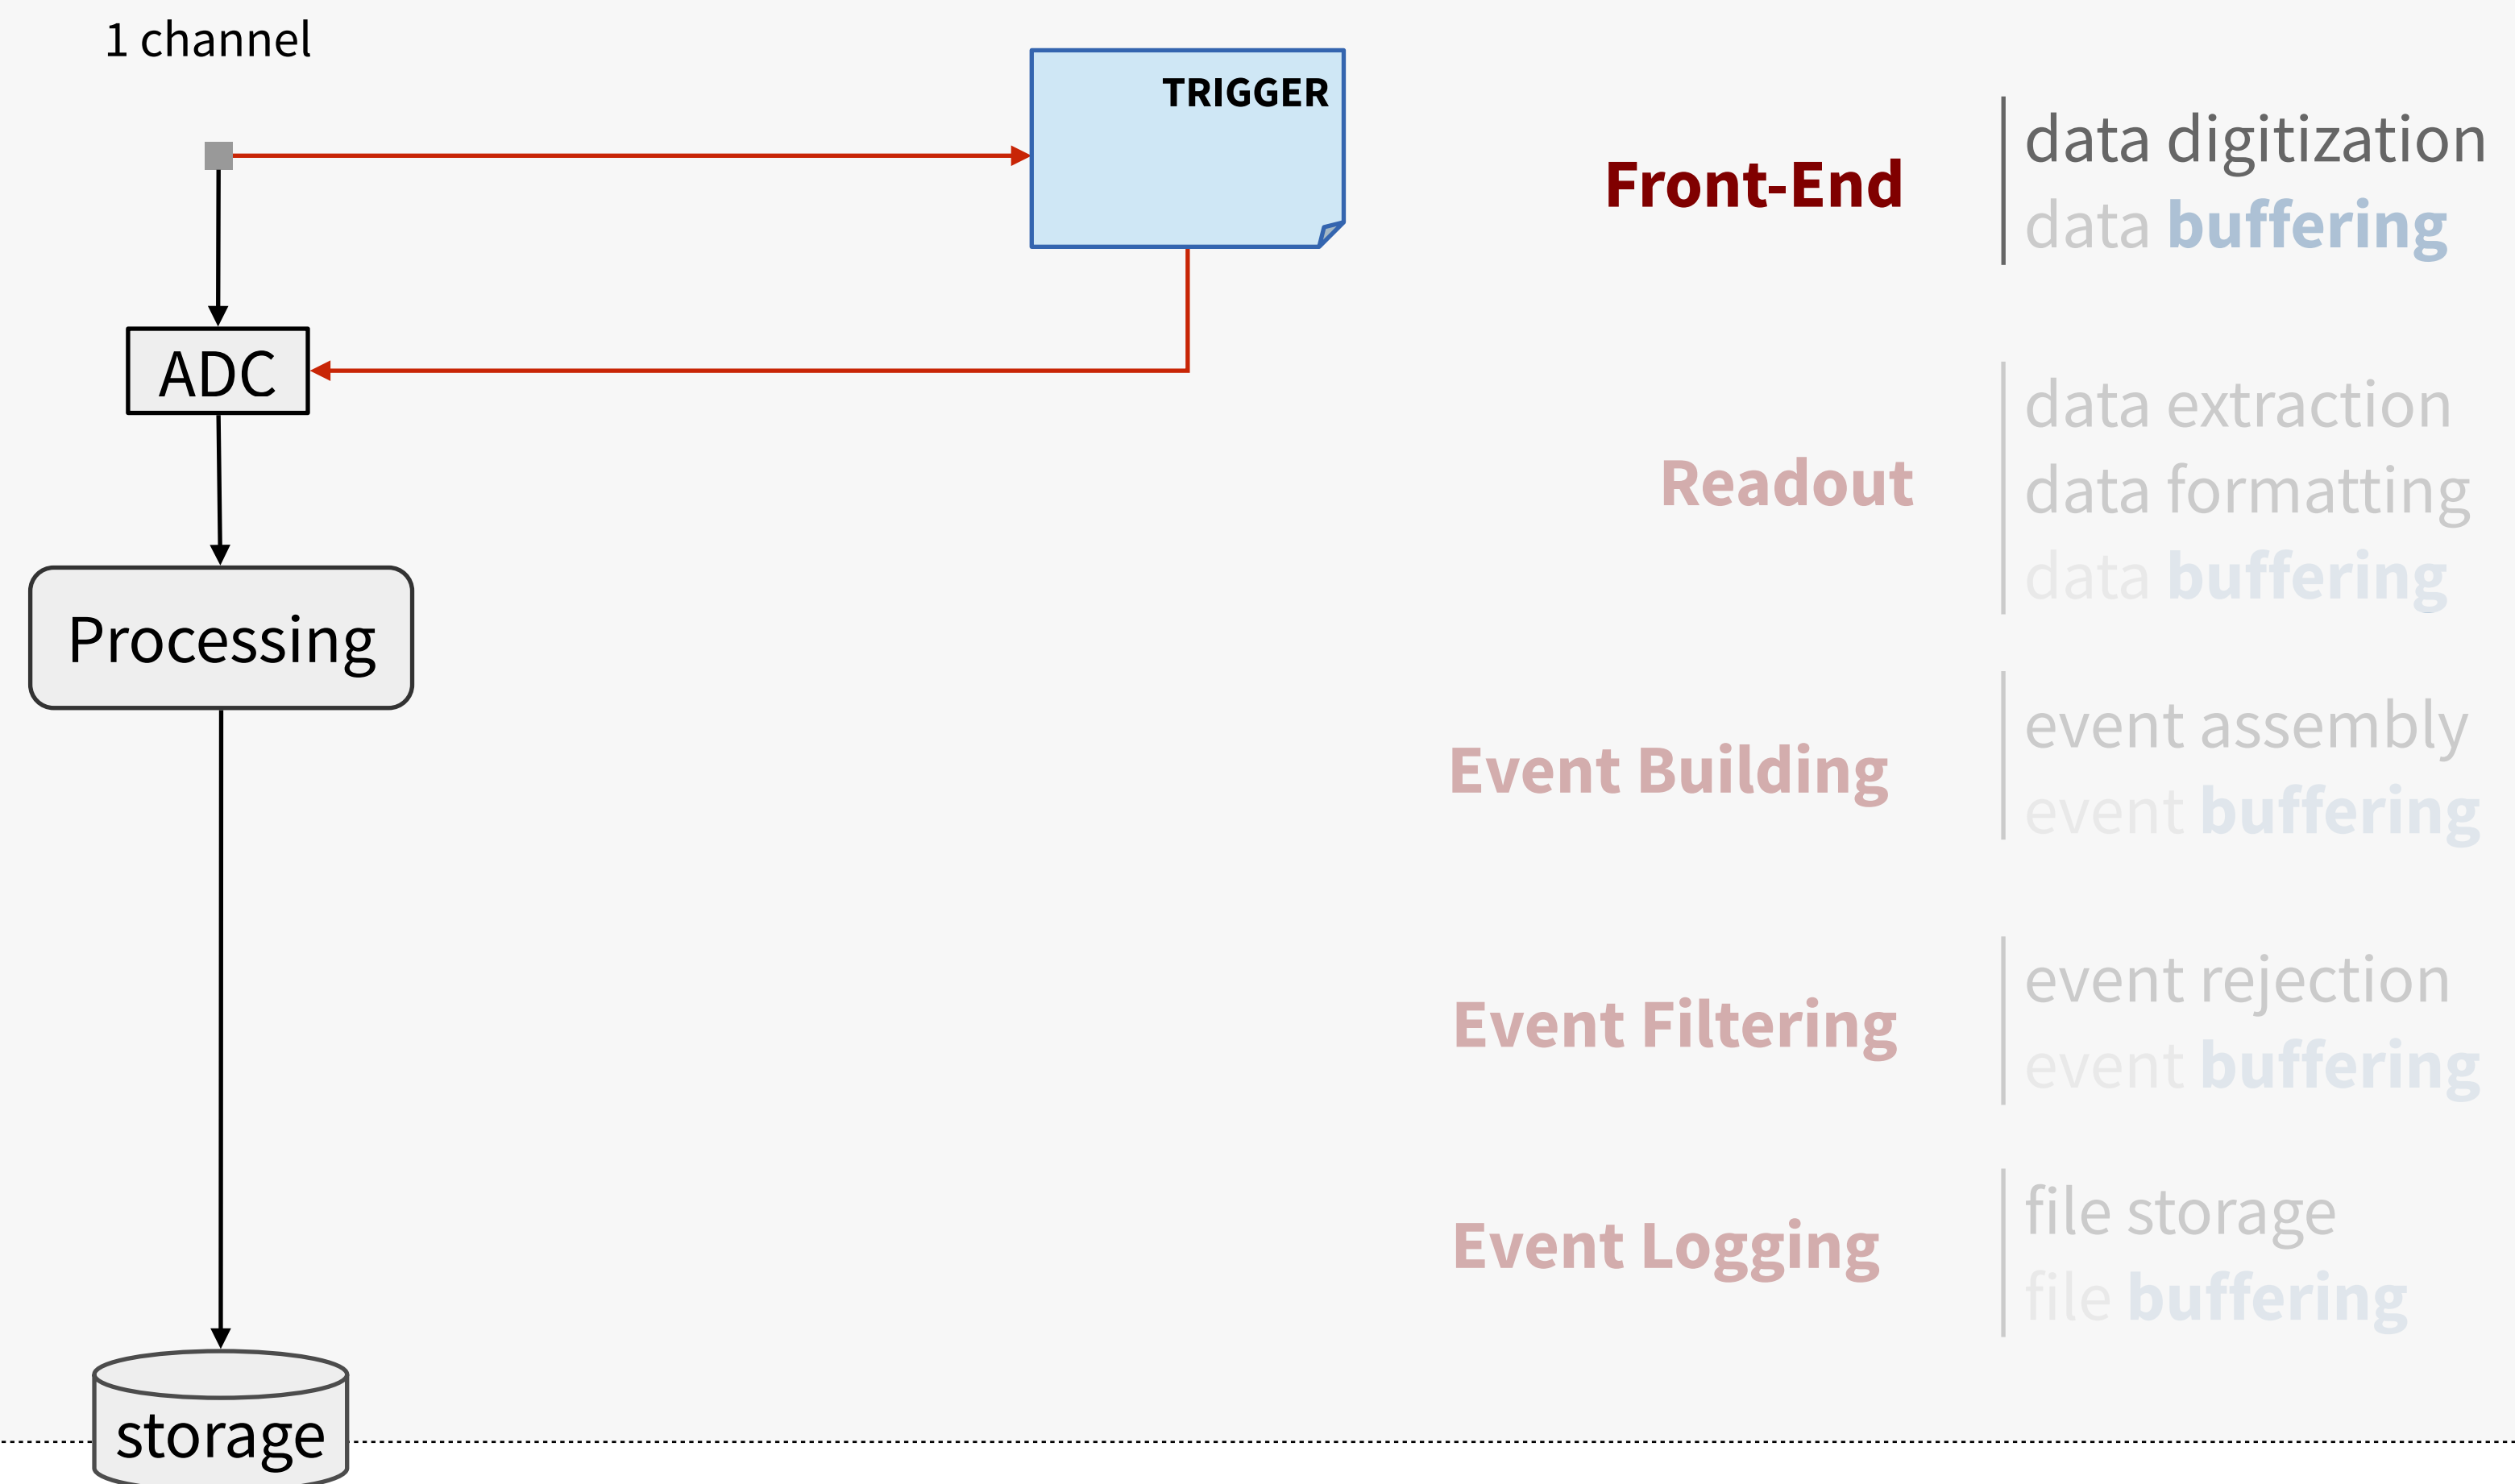 1 channel
TRIGGER
ADC
Processing
storage
Front-End
data digitization
data buffering
Readout
data extraction
data formatting
data buffering
Event Building
event assembly
event buffering
Event Filtering
event rejection
event buffering
Event Logging
file storage
file buffering